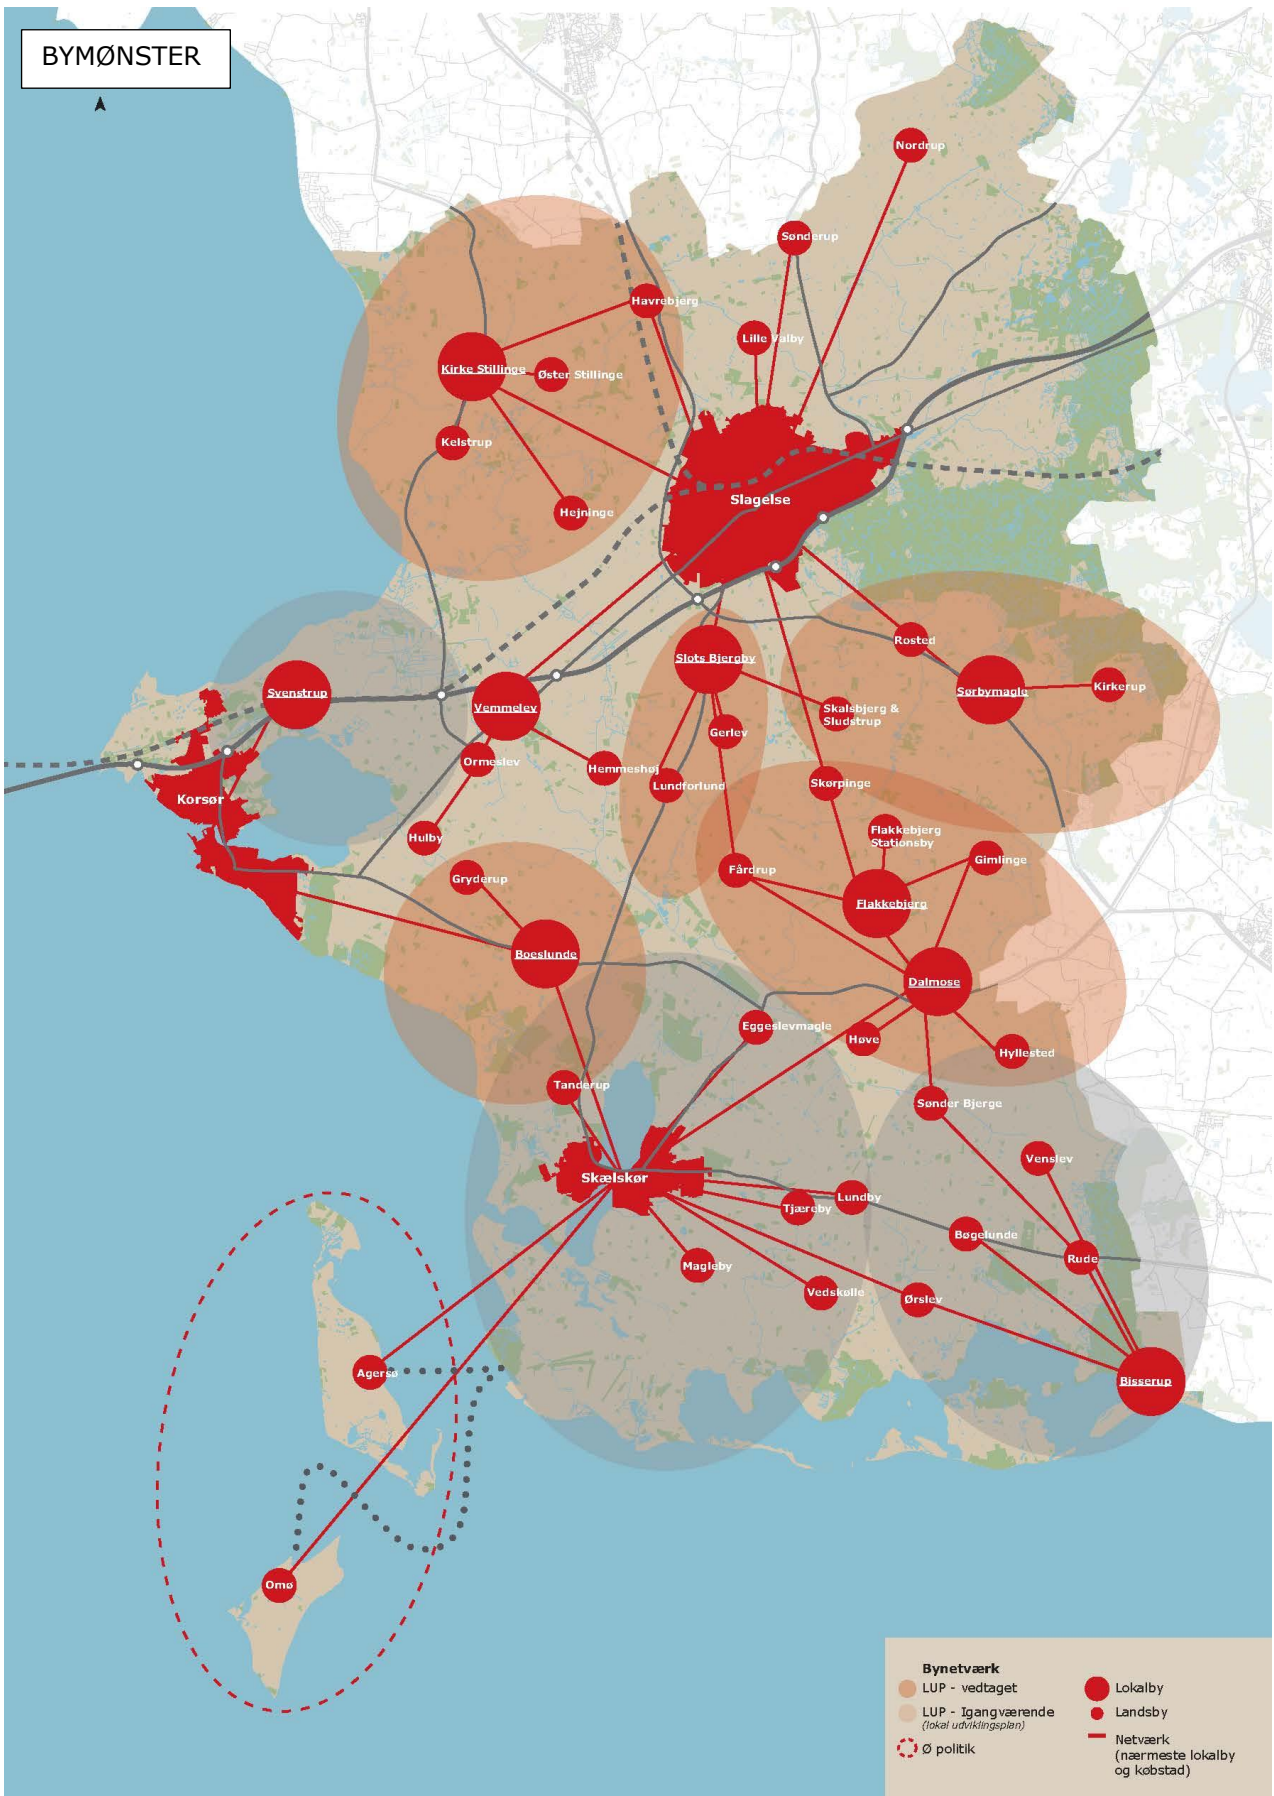 BYMØNSTER
Nordrup
Sønderup
Havrebjerg
Lille Valby
Kirke Stillinge
Øster Stillinge
Kelstrup
Slagelse
Hejninge
Rosted
Slots Bjergby
Sørbymagle
Kirkerup
Svenstrup
Vemmelev
Skalsbjerg &
Sludstrup
Gerlev
Ormeslev
Hemmeshøj
Lundforlund
Skørpinge
Korsør
Hulby
Flakkebjerg
Stationsby
Gimlinge
Gryderup
Fårdrup
Flakkebjerg
Boeslunde
Dalmose
Eggeslevmagle
Høve
Hyllested
Tanderup
Sønder Bjerge
Venslev
Skælskør
Lundby
Tjæreby
Bøgelunde
Rude
Magleby
Vedskølle
Ørslev
Agersø
Bisserup
Omø
Bynetværk
LUP - vedtaget
LUP - Igangværende
(lokal udviklingsplan)
Ø politik
Lokalby
Landsby
Netværk
(nærmeste lokalby
og købstad)